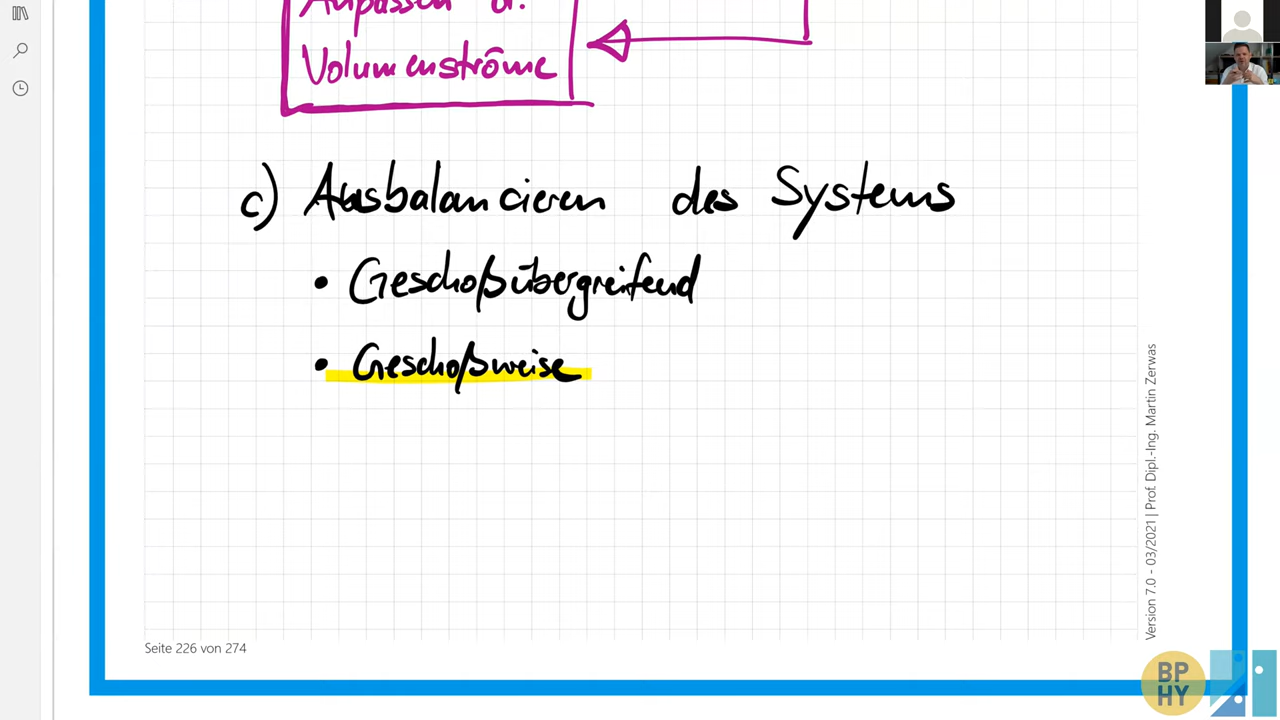 Anpassen d.
Volumenströme
c) Ausbalancieren des Systems
• Geschoßübergreifend
• Geschoßweise
Version 7.0 - 03/2021 | Prof. Dipl.-Ing. Martin Zerwas
Seite 226 von 274
BP
HY